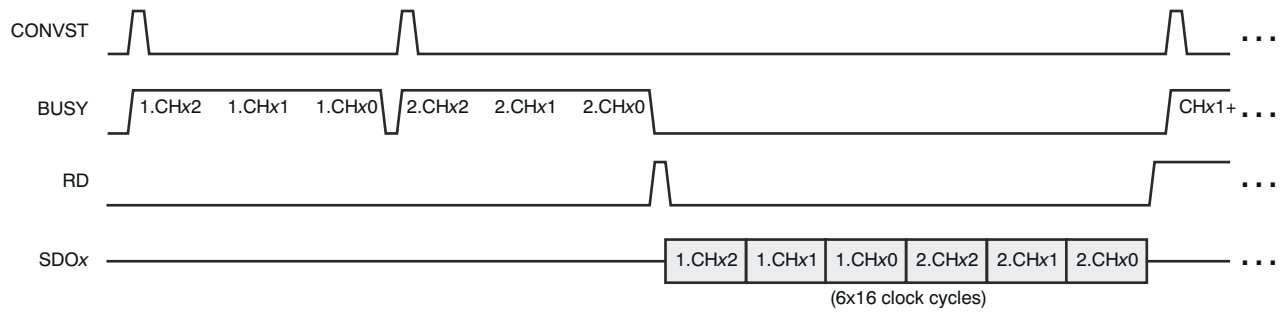 CONVST
. . .
BUSY 1.CHx2 1.CHx1 1.CHx0 2.CHx2 2.CHx1 2.CHx0 CHx1+ . . .
RD . . .
SDOx 1.CHx2 1.CHx1 1.CHx0 2.CHx2 2.CHx1 2.CHx0 . . .
(6x16 clock cycles)